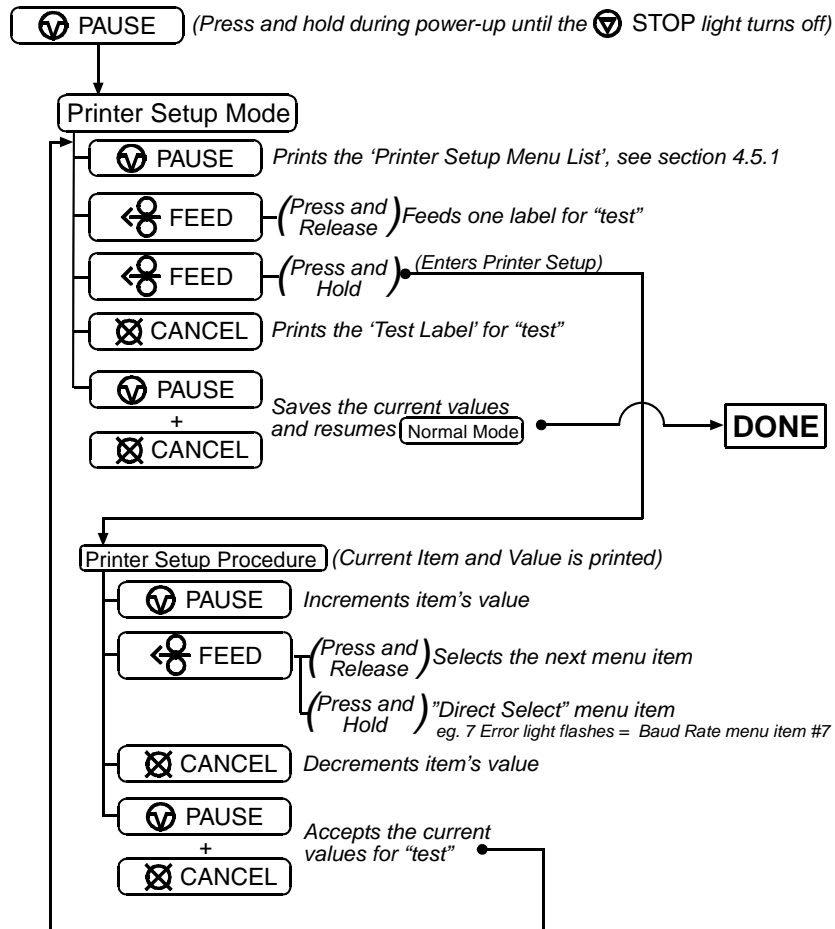 PAUSE (Press and hold during power-up until the STOP light turns off)
Printer Setup Mode
PAUSE Prints the ‘Printer Setup Menu List’, see section 4.5.1
FEED (Press and Release) Feeds one label for “test”
FEED (Press and Hold) (Enters Printer Setup)
CANCEL Prints the ‘Test Label’ for “test”
PAUSE
+
CANCEL
Saves the current values
and resumes Normal Mode
DONE
Printer Setup Procedure (Current Item and Value is printed)
PAUSE Increments item’s value
FEED (Press and Release) Selects the next menu item
(Press and Hold) ”Direct Select” menu item
eg. 7 Error light flashes = Baud Rate menu item #7
CANCEL Decrements item’s value
PAUSE
+
CANCEL
Accepts the current
values for “test”